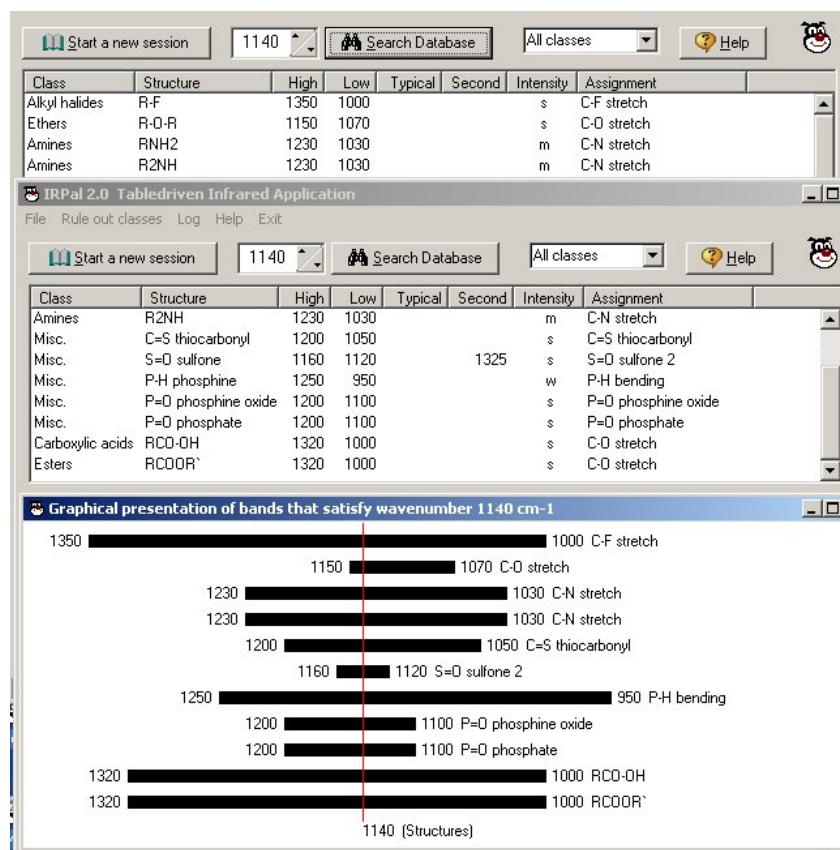 Start a new session 1140 Search Database All classes Help
Class Structure High Low Typical Second Intensity Assignment
Alkyl halides R-F 1350 1000 s C-F stretch
Ethers R-O-R 1150 1070 s C-O stretch
Amines RNH2 1230 1030 m C-N stretch
Amines R2NH 1230 1030 m C-N stretch
IRPal 2.0 Tabledriven Infrared Application
File Rule out classes Log Help Exit
Start a new session 1140 Search Database All classes Help
Class Structure High Low Typical Second Intensity Assignment
Amines R2NH 1230 1030 m C-N stretch
Misc. C=S thiocarbonyl 1200 1050 s C=S thiocarbonyl
Misc. S=O sulfone 1160 1120 1325 s S=O sulfone 2
Misc. P-H phosphine 1250 950 w P-H bending
Misc. P=O phosphine oxide 1200 1100 s P=O phosphine oxide
Misc. P=O phosphate 1200 1100 s P=O phosphate
Carboxylic acids RCO-OH 1320 1000 s C-O stretch
Esters RCOOR` 1320 1000 s C-O stretch
Graphical presentation of bands that satisfy wavenumber 1140 cm-1
1350 1000 C-F stretch
1150 1070 C-O stretch
1230 1030 C-N stretch
1230 1030 C-N stretch
1200 1050 C=S thiocarbonyl
1160 1120 S=O sulfone 2
1250 950 P-H bending
1200 1100 P=O phosphine oxide
1200 1100 P=O phosphate
1320 1000 RCO-OH
1320 1000 RCOOR`
1140 (Structures)